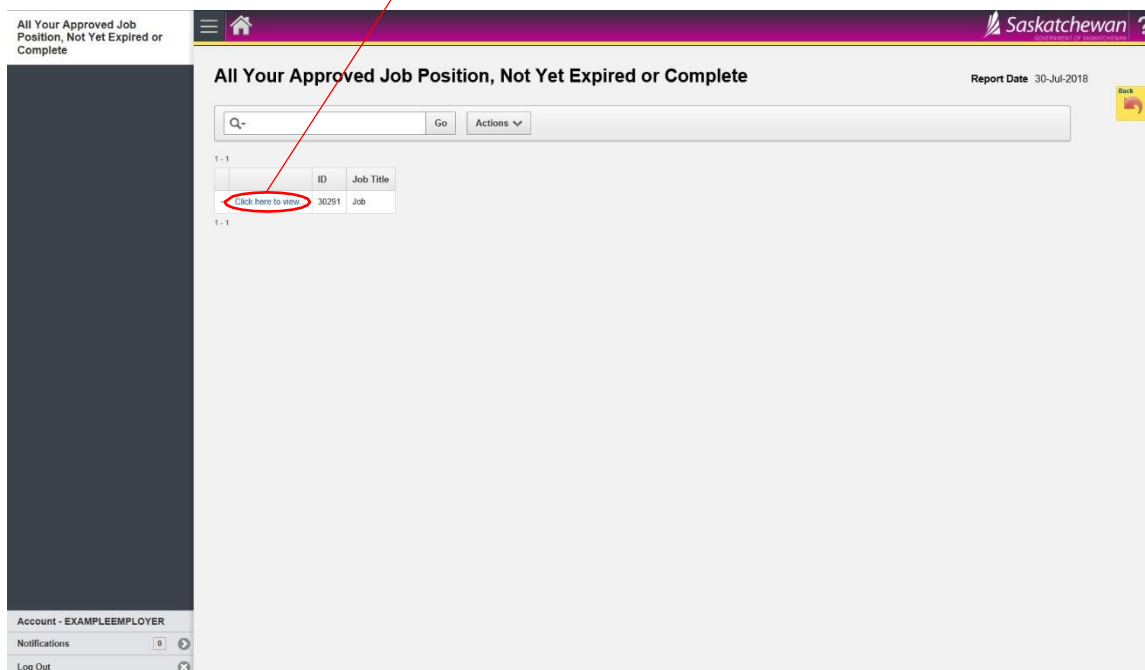 All Your Approved Job
Position, Not Yet Expired or
Complete
Saskatchewan ?
GOVERNMENT OF SASKATCHEWAN
All Your Approved Job Position, Not Yet Expired or Complete
Report Date 30-Jul-2018
Back
Go Actions
1 - 1
ID Job Title
Click here to view. 30291 Job
1 - 1
Account - EXAMPLEEMPLOYER
Notifications 0
Log Out